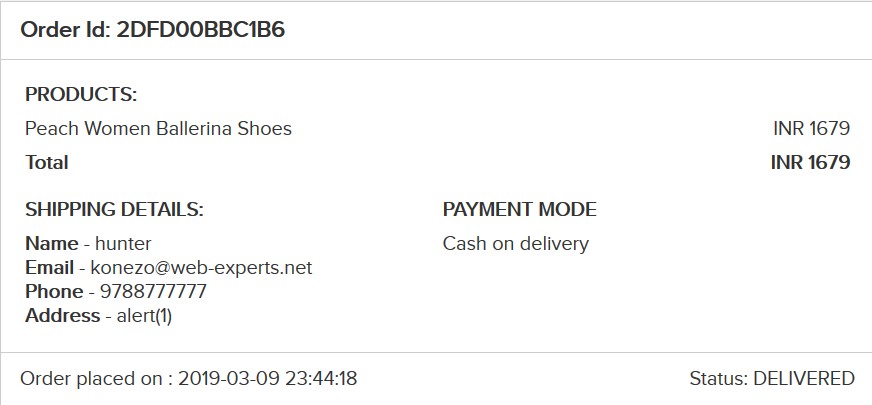 Order Id: 2DFD00BBC1B6
PRODUCTS:
Peach Women Ballerina Shoes INR 1679
Total INR 1679
SHIPPING DETAILS: PAYMENT MODE
Name - hunter Cash on delivery
Email - konezo@web-experts.net
Phone - 9788777777
Address - alert(1)
Order placed on : 2019-03-09 23:44:18 Status: DELIVERED